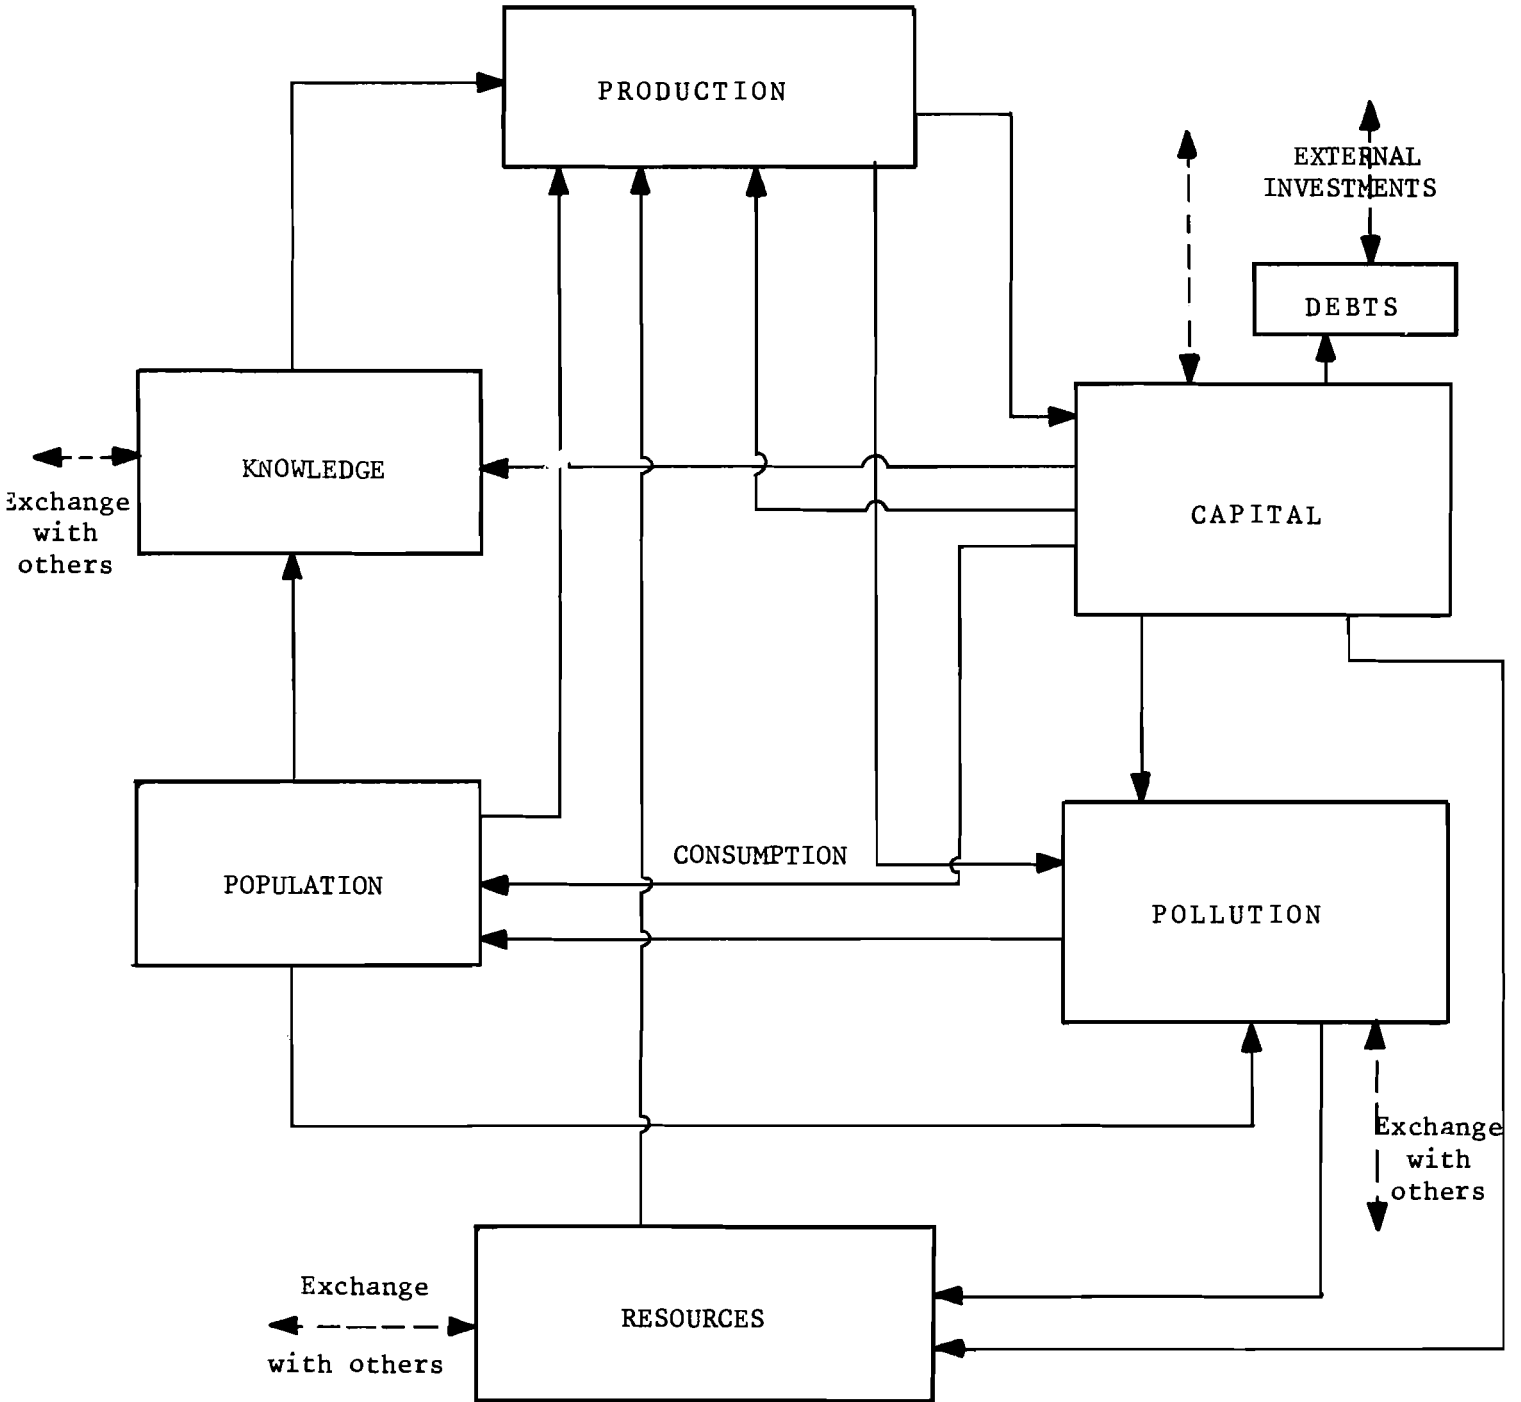 PRODUCTION
EXTERNAL
INVESTMENTS
DEBTS
KNOWLEDGE
Exchange
with
others
CAPITAL
CONSUMPTION
POPULATION
POLLUTION
Exchange
with
others
Exchange
with others
RESOURCES